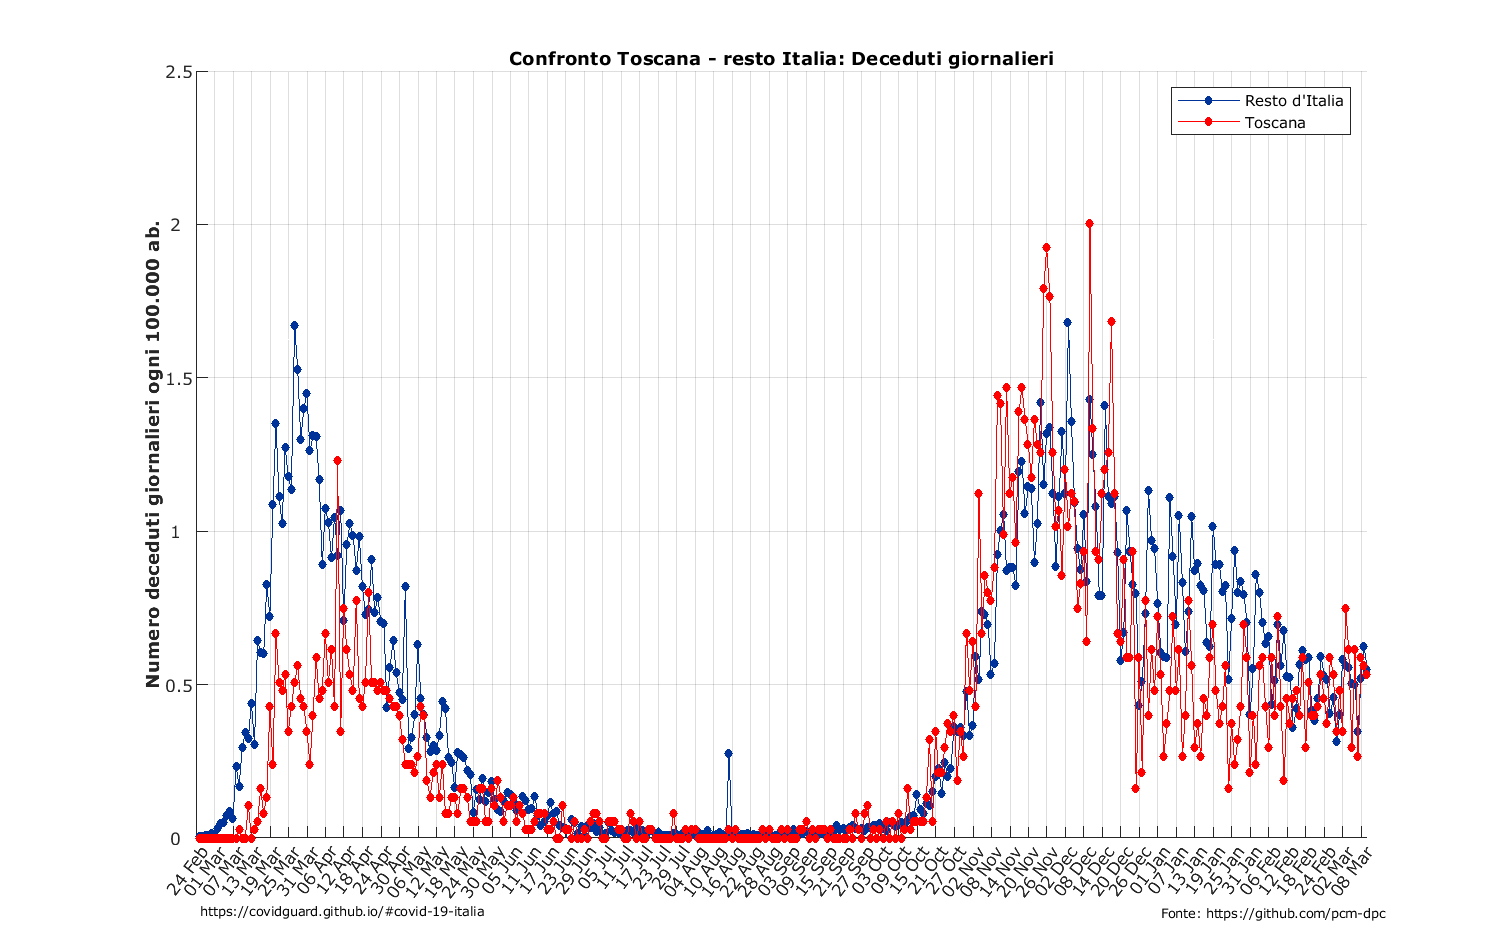 Confronto Toscana - resto Italia: Deceduti giornalieri
Resto d'Italia
Toscana
Numero deceduti giornalieri ogni 100.000 ab.
2.5
2
1.5
1
0.5
0
24 Feb
01 Mar
07 Mar
13 Mar
19 Mar
25 Mar
31 Mar
06 Apr
12 Apr
18 Apr
24 Apr
30 Apr
06 May
12 May
18 May
24 May
30 May
05 Jun
11 Jun
17 Jun
23 Jun
29 Jun
05 Jul
11 Jul
17 Jul
23 Jul
29 Jul
04 Aug
10 Aug
16 Aug
22 Aug
28 Aug
03 Sep
09 Sep
15 Sep
21 Sep
27 Sep
03 Oct
09 Oct
15 Oct
21 Oct
27 Oct
02 Nov
08 Nov
14 Nov
20 Nov
26 Nov
02 Dec
08 Dec
14 Dec
20 Dec
26 Dec
01 Jan
07 Jan
13 Jan
19 Jan
25 Jan
31 Jan
06 Feb
12 Feb
18 Feb
24 Feb
02 Mar
08 Mar
https://covidguard.github.io/#covid-19-italia
Fonte: https://github.com/pcm-dpc